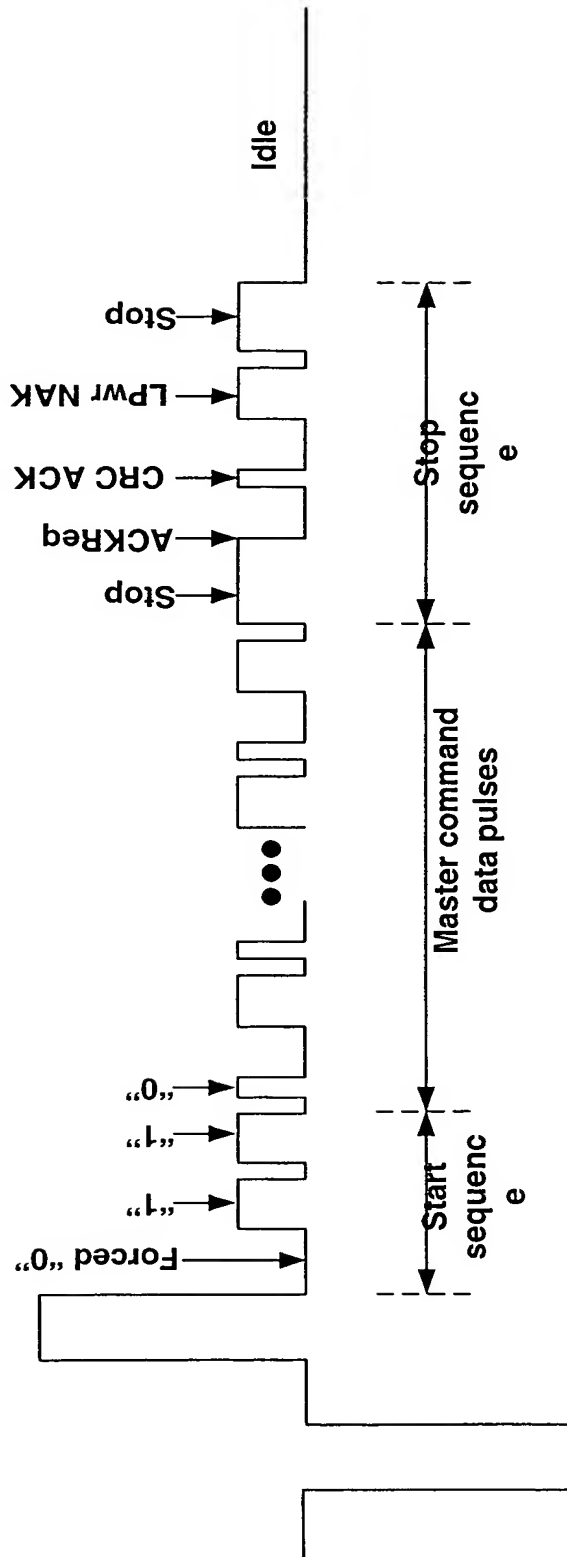 Forced “0”
“1”
“1”
“0”
Stop
ACKReq
CRC ACK
LPwr NAK
Stop
Idle
Start
sequenc
e
Master command
data pulses
Stop
sequenc
e